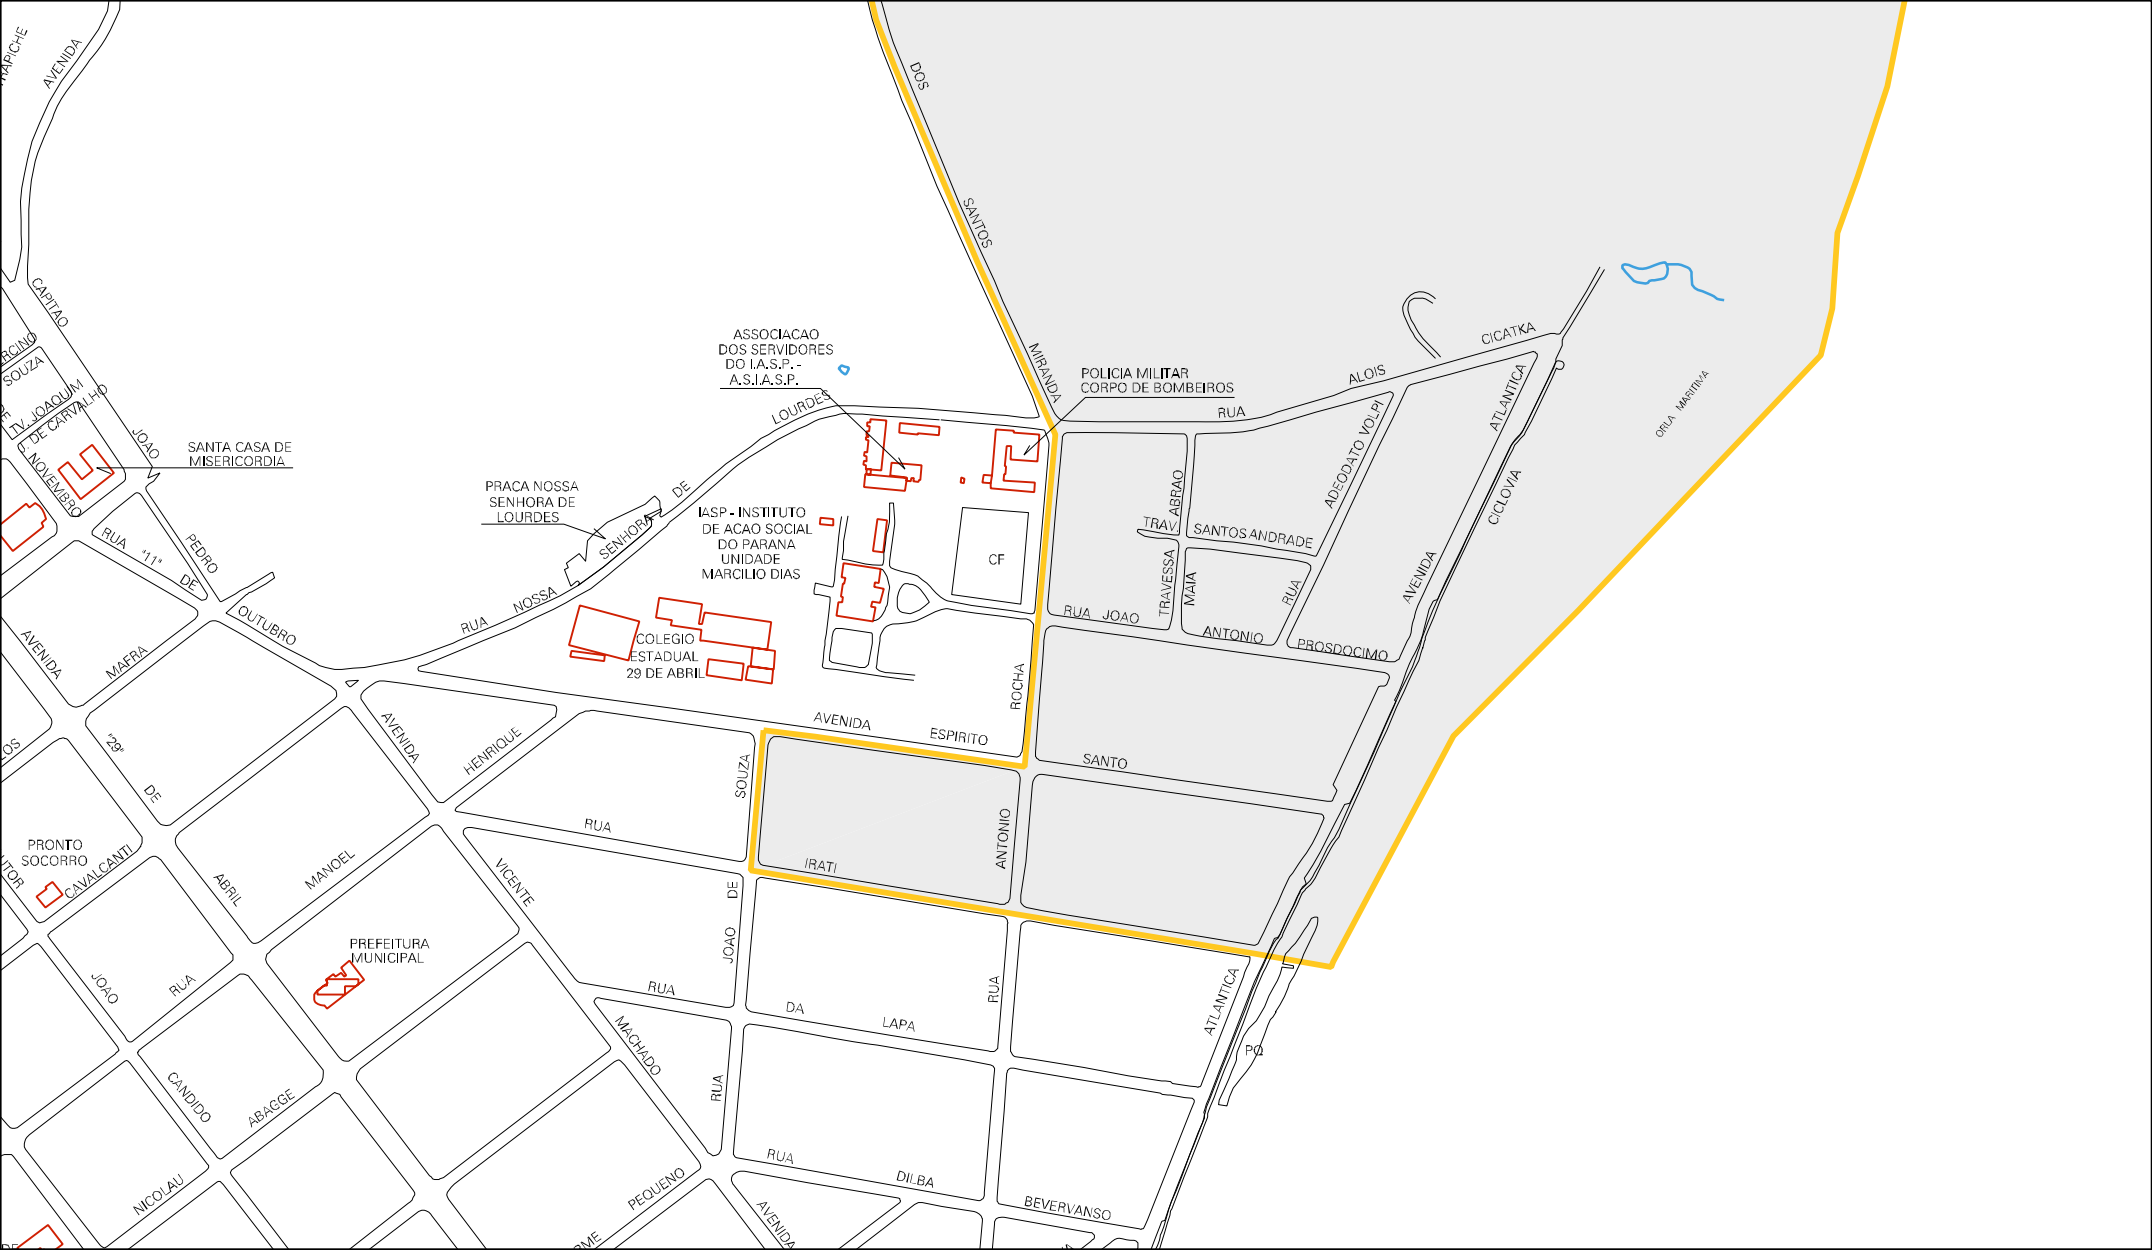 AVENIDA
DOS
SANTOS
MIRANDA
CAPITAO
SOUZA
TV. JOAQUIM
DE CARVALHO
JOAO
NOVEMBRO
SANTA CASA DE
MISERICORDIA
ASSOCIACAO
DOS SERVIDORES
DO I.A.S.P. -
A.S.I.A.S.P.
POLICIA MILITAR
CORPO DE BOMBEIROS
RUA
ALOIS
CICATKA
ATLANTICA
ORLA MARITIMA
ADEODATO VOLPI
CICLOVIA
LOURDES
DE
SENHORA
NOSSA
RUA
PRACA NOSSA
SENHORA DE
LOURDES
IASP - INSTITUTO
DE ACAO SOCIAL
DO PARANA
UNIDADE
MARCILIO DIAS
CF
ABRAO
TRAV.
SANTOS ANDRADE
TRAVESSA
MAIA
RUA
AVENIDA
RUA
JOAO
ANTONIO
PROSDOCIMO
RUA
"11"
DE
PEDRO
OUTUBRO
AVENIDA
MAFRA
COLEGIO
ESTADUAL
29 DE ABRIL
ROCHA
AVENIDA
ESPIRITO
SANTO
AVENIDA
HENRIQUE
"29"
DE
SOUZA
RUA
IRATI
ANTONIO
PRONTO
SOCORRO
CAVALCANTI
ABRIL
MANOEL
VICENTE
DE
JOAO
PREFEITURA
MUNICIPAL
JOAO
RUA
RUA
DA
LAPA
RUA
ATLANTICA
PQ
MACHADO
RUA
CANDIDO
ABAGGE
NICOLAU
PEQUENO
RUA
DILBA
BEVERVANSO
AVENIDA